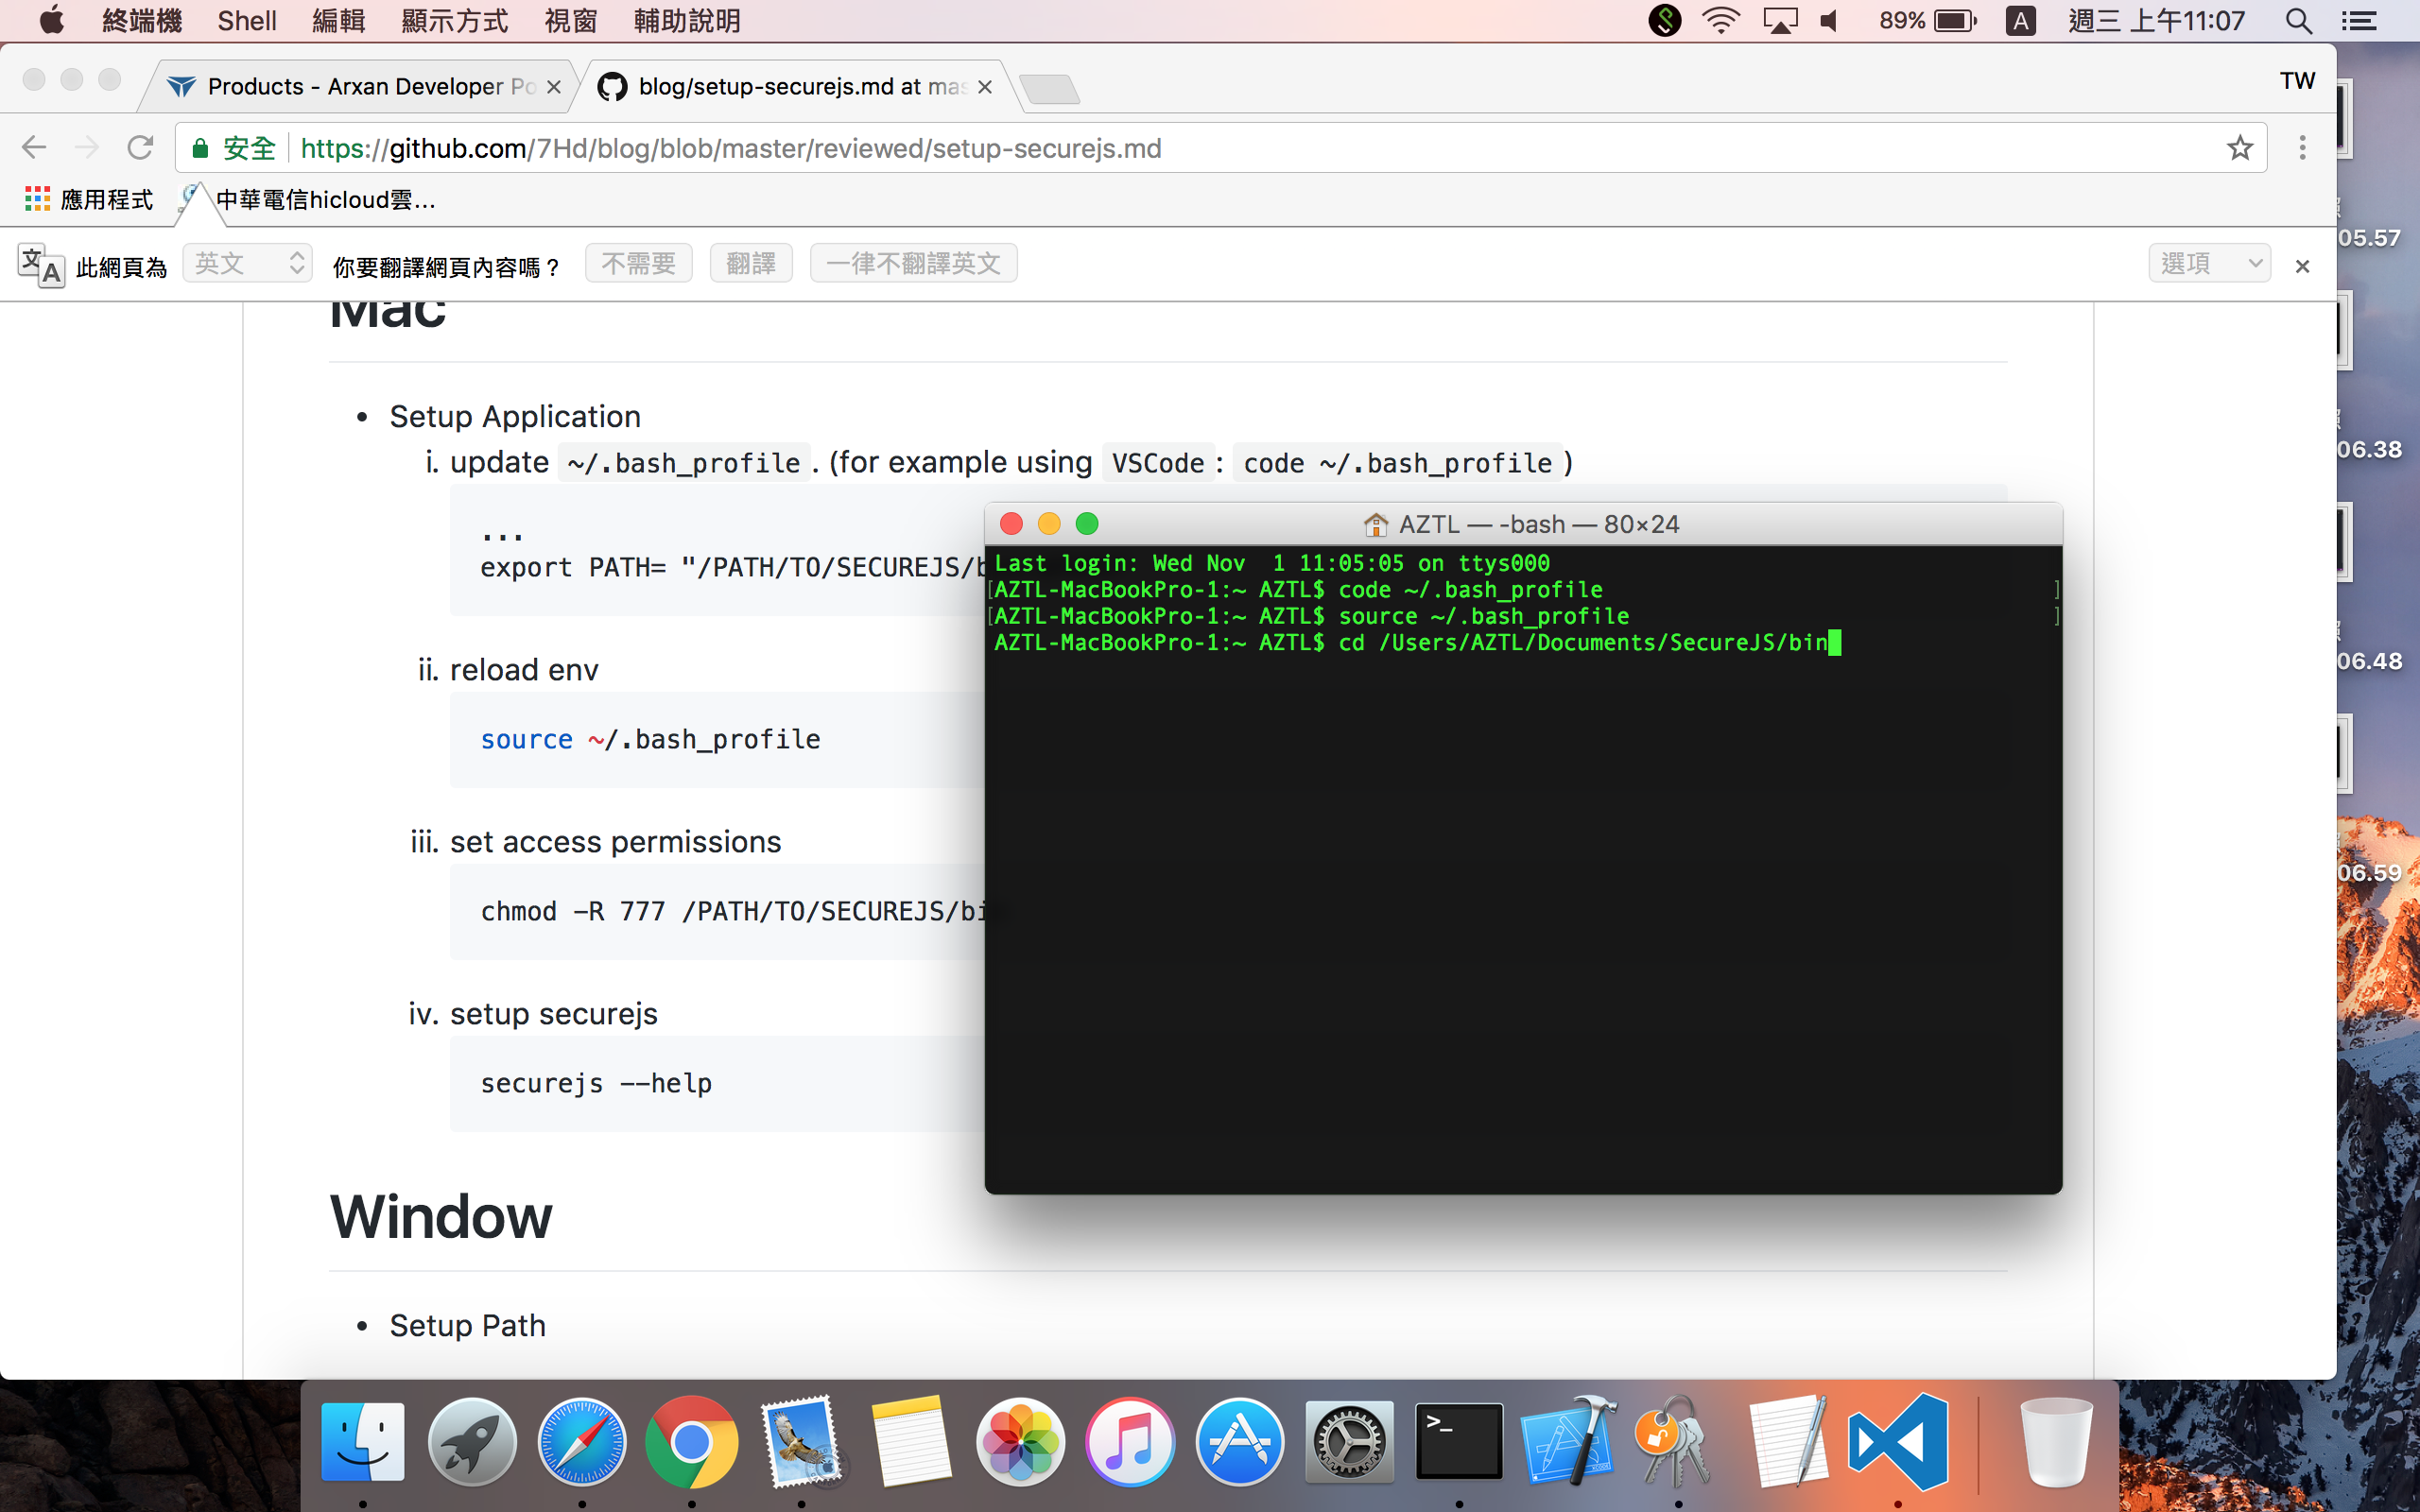 終端機 Shell 編輯 顯示方式 視窗 輔助說明 89% A 週三 上午11:07
Products - Arxan Developer Po
blog/setup-securejs.md at mas
TW
安全 https://github.com/7Hd/blog/blob/master/reviewed/setup-securejs.md
應用程式 中華電信hicloud雲...
此網頁為 英文 你要翻譯網頁內容嗎？ 不需要 翻譯 一律不翻譯英文 選項
Mac
• Setup Application
i. update ~/.bash_profile. (for example using VSCode: code ~/.bash_profile)
...
export PATH= "/PATH/TO/SECUREJS/b
ii. reload env
source ~/.bash_profile
iii. set access permissions
chmod -R 777 /PATH/TO/SECUREJS/bi
iv. setup securejs
securejs --help
Window
• Setup Path
AZTL — -bash — 80×24
Last login: Wed Nov  1 11:05:05 on ttys000
[AZTL-MacBookPro-1:~ AZTL$ code ~/.bash_profile ]
[AZTL-MacBookPro-1:~ AZTL$ source ~/.bash_profile ]
AZTL-MacBookPro-1:~ AZTL$ cd /Users/AZTL/Documents/SecureJS/bin
05.57
06.38
06.48
06.59